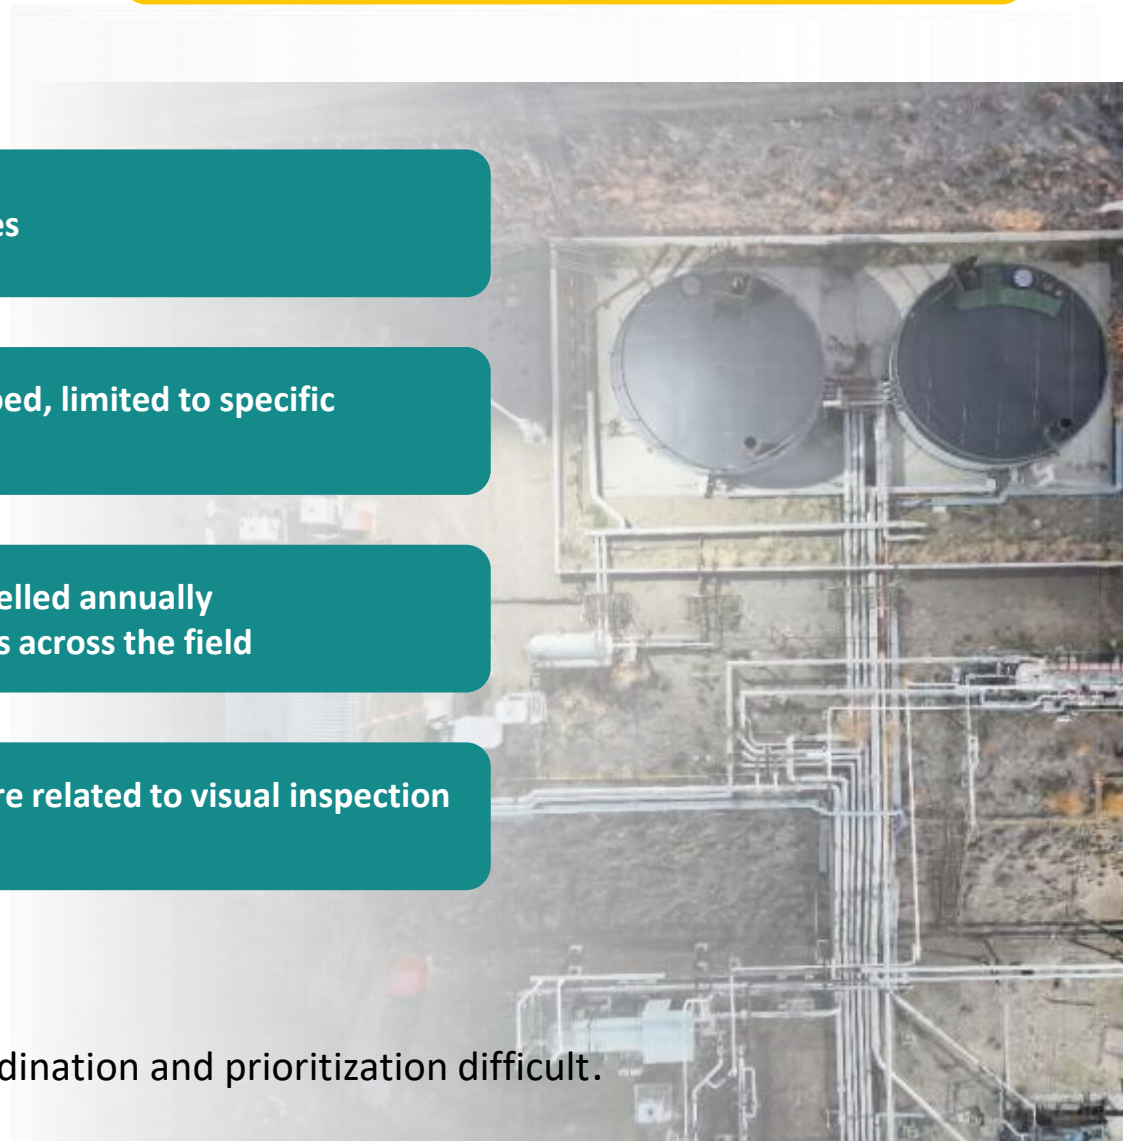 es
ped, limited to specific
elled annually
s across the field
re related to visual inspection
dination and prioritization difficult.